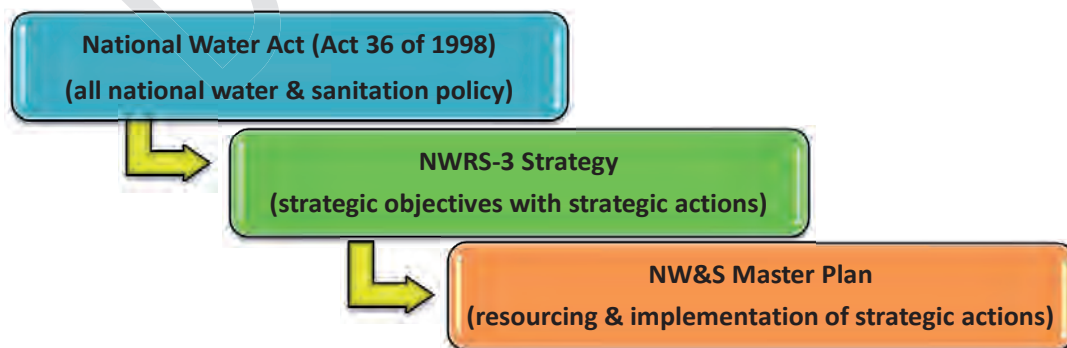 National Water Act (Act 36 of 1998)
(all national water & sanitation policy)
NWRS-3 Strategy
(strategic objectives with strategic actions)
NW&S Master Plan
(resourcing & implementation of strategic actions)